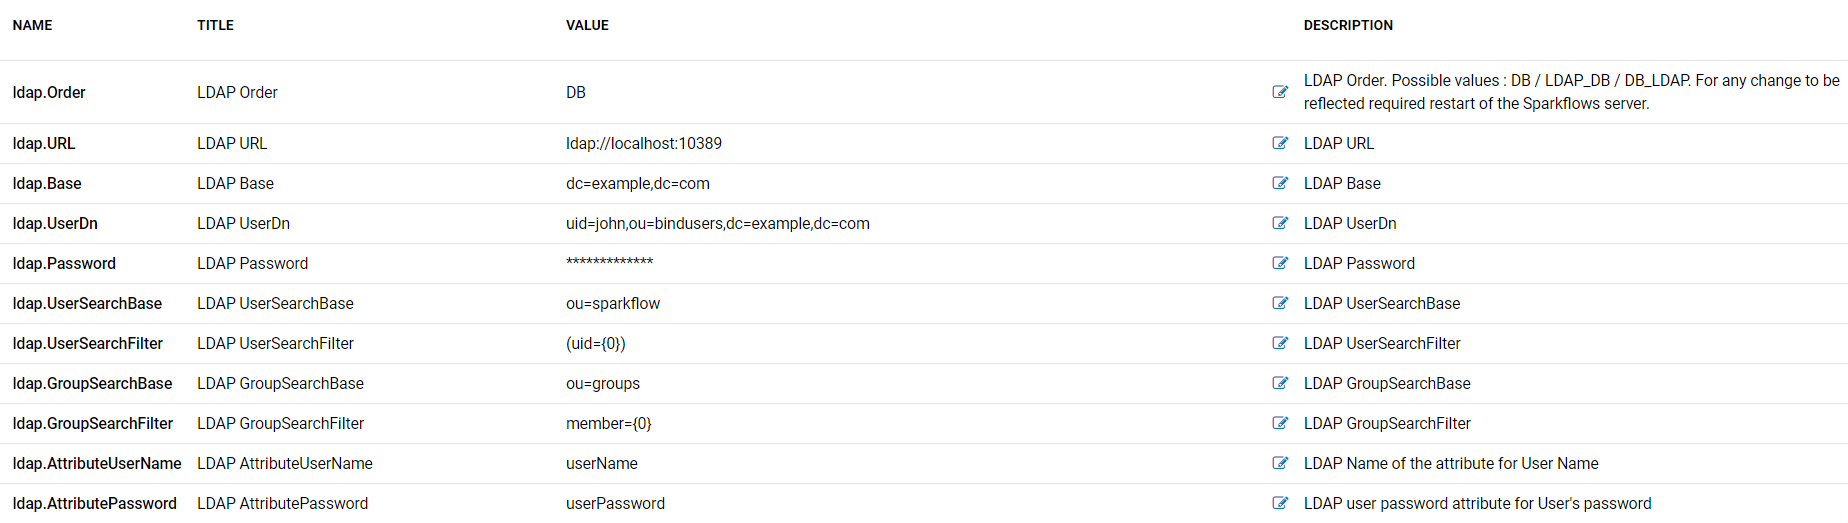 NAME TITLE VALUE DESCRIPTION
ldap.Order LDAP Order DB LDAP Order. Possible values : DB / LDAP_DB / DB_LDAP. For any change to be
reflected required restart of the Sparkflows server.
ldap.URL LDAP URL ldap://localhost:10389 LDAP URL
ldap.Base LDAP Base dc=example,dc=com LDAP Base
ldap.UserDn LDAP UserDn uid=john,ou=bindusers,dc=example,dc=com LDAP UserDn
ldap.Password LDAP Password ************* LDAP Password
ldap.UserSearchBase LDAP UserSearchBase ou=sparkflow LDAP UserSearchBase
ldap.UserSearchFilter LDAP UserSearchFilter (uid={0}) LDAP UserSearchFilter
ldap.GroupSearchBase LDAP GroupSearchBase ou=groups LDAP GroupSearchBase
ldap.GroupSearchFilter LDAP GroupSearchFilter member={0} LDAP GroupSearchFilter
ldap.AttributeUserName LDAP AttributeUserName userName LDAP Name of the attribute for User Name
ldap.AttributePassword LDAP AttributePassword userPassword LDAP user password attribute for User's password